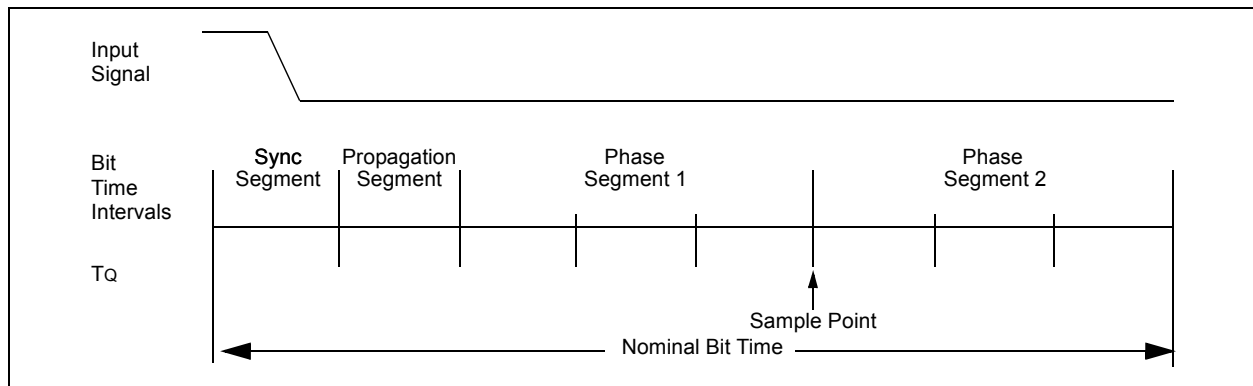 Input
Signal
Bit
Time
Intervals
Sync
Segment
Propagation
Segment
Phase
Segment 1
Phase
Segment 2
TQ
Sample Point
Nominal Bit Time